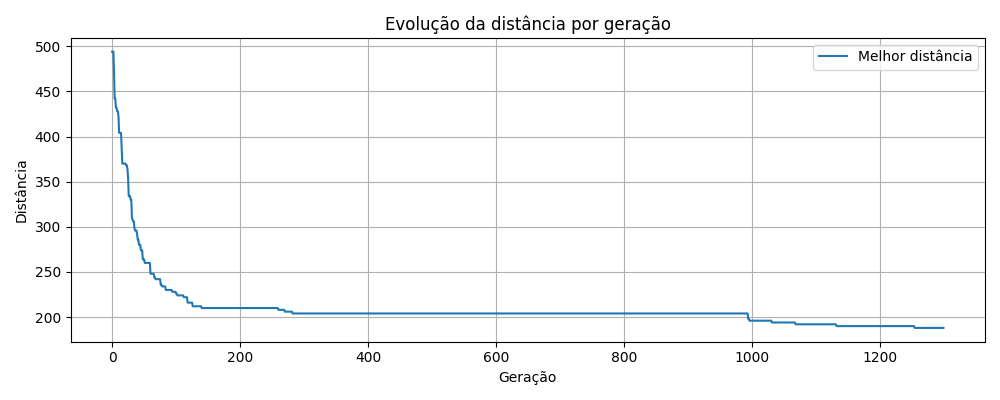 Evolução da distância por geração
Melhor distância
Distância
500
450
400
350
300
250
200
0 200 400 600 800 1000 1200
Geração